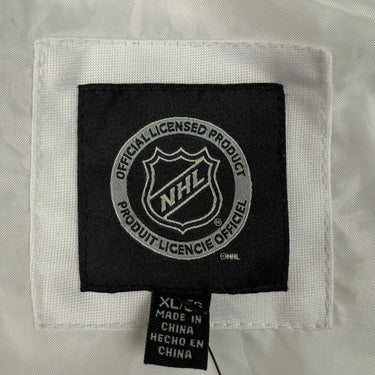 OFFICIAL LICENSED PRODUCT
NHL
®
PRODUIT LICENCIÉ OFFICIEL
©NHL
MADE IN
CHINA
HECHO EN
CHINA